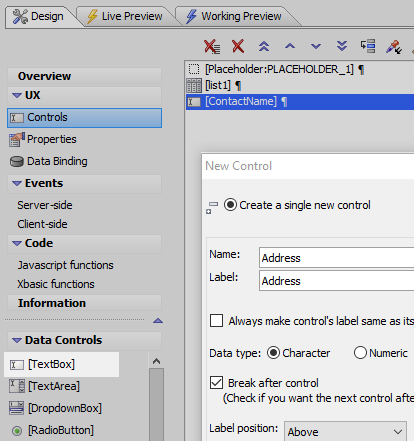 Design
Live Preview
Working Preview
Overview
UX
Controls
Properties
Data Binding
Events
Server-side
Client-side
Code
Javascript functions
Xbasic functions
Information
Data Controls
[TextBox]
[TextArea]
[DropdownBox]
[RadioButton]
[Placeholder:PLACEHOLDER_1] ¶
[list1] ¶
[ContactName] ¶
New Control
Create a single new control
Name: Address
Label: Address
Always make control's label same as its
Data type: Character Numeric
Break after control
(Check if you want the next control afte
Label position: Above